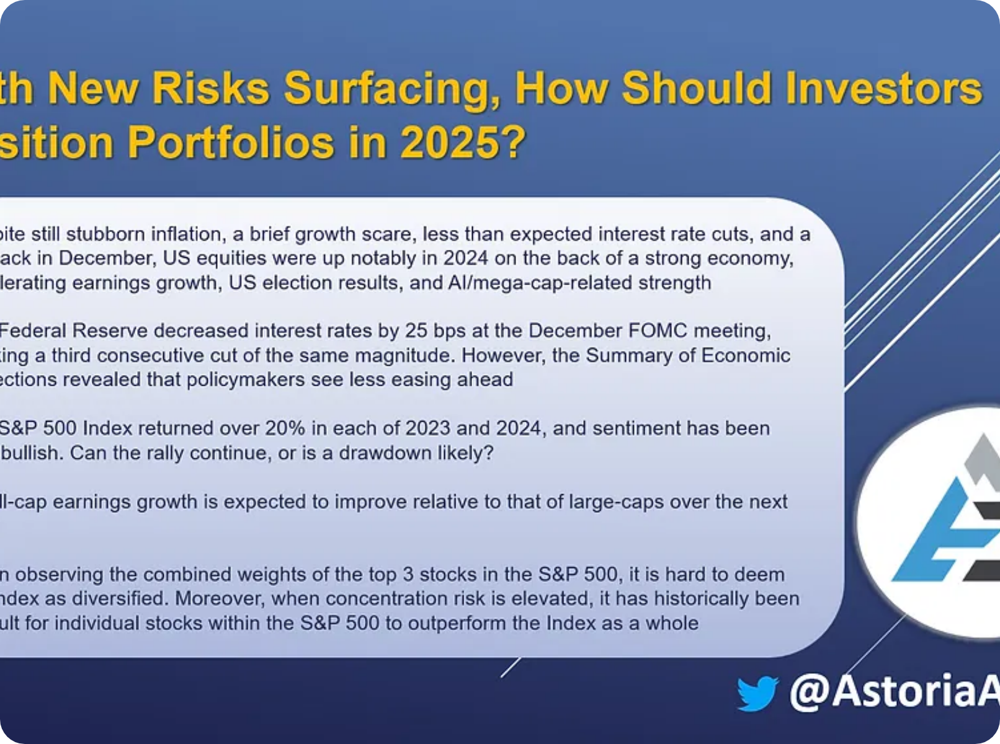 th New Risks Surfacing, How Should Investors
sition Portfolios in 2025?
pite still stubborn inflation, a brief growth scare, less than expected interest rate cuts, and a
ack in December, US equities were up notably in 2024 on the back of a strong economy,
lerating earnings growth, US election results, and AI/mega-cap-related strength
Federal Reserve decreased interest rates by 25 bps at the December FOMC meeting,
king a third consecutive cut of the same magnitude. However, the Summary of Economic
ections revealed that policymakers see less easing ahead
S&P 500 Index returned over 20% in each of 2023 and 2024, and sentiment has been
bullish. Can the rally continue, or is a drawdown likely?
ll-cap earnings growth is expected to improve relative to that of large-caps over the next
n observing the combined weights of the top 3 stocks in the S&P 500, it is hard to deem
ndex as diversified. Moreover, when concentration risk is elevated, it has historically been
ult for individual stocks within the S&P 500 to outperform the Index as a whole
@AstoriaA